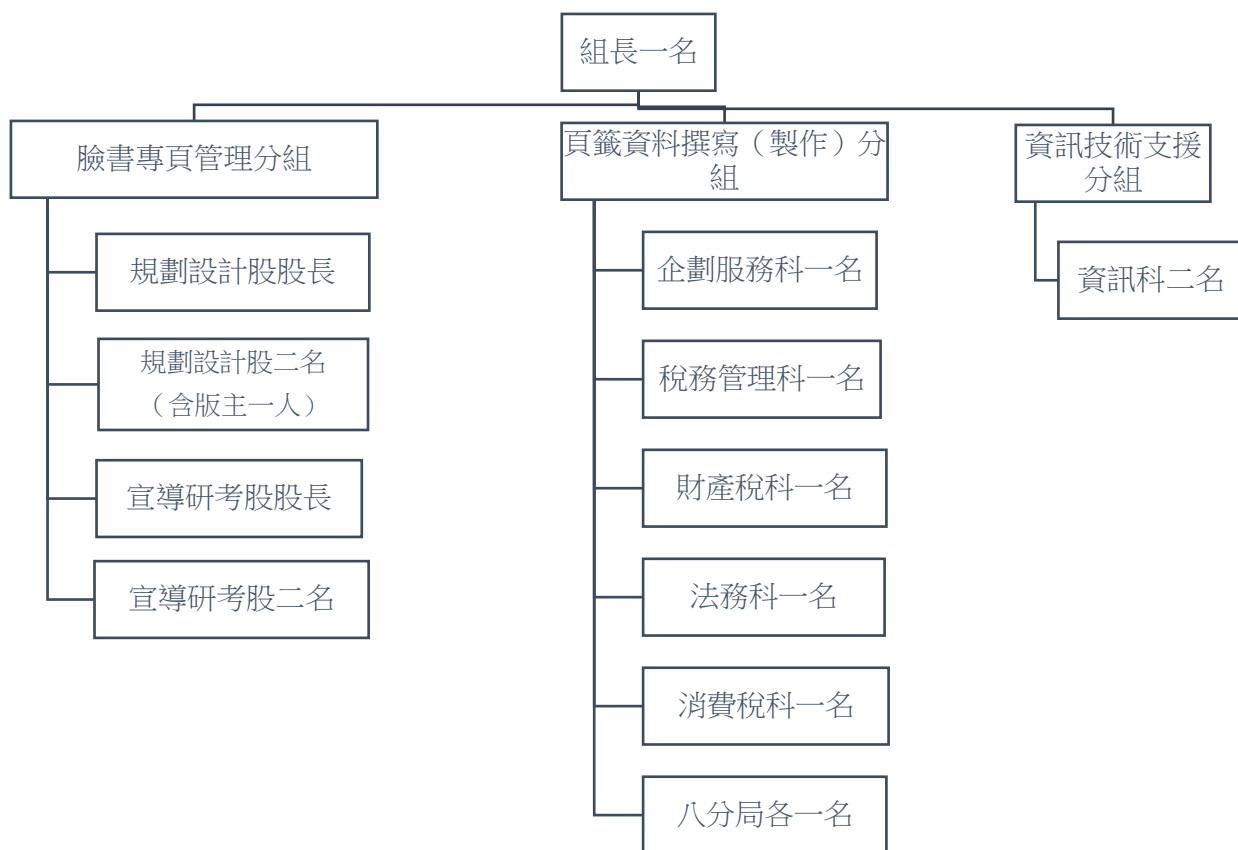 組長一名
臉書專頁管理分組
規劃設計股股長
規劃設計股二名
（含版主一人）
宣導研考股股長
宣導研考股二名
頁籤資料撰寫（製作）分
組
企劃服務科一名
稅務管理科一名
財產稅科一名
法務科一名
消費稅科一名
八分局各一名
資訊技術支援
分組
資訊科二名